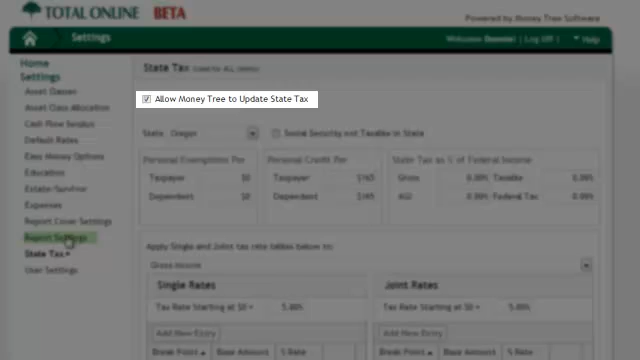 TOTAL ONLINE BETA
Powered by Money Tree Software
Settings
Welcome Dominic! | Log Off | Help
Home
Settings
Asset Classes
Asset Class Allocation
Cash Flow Surplus
Default Rates
Easy Money Options
Education
Estate/Survivor
Expenses
Report Cover Settings
Report Settings
State Tax
User Settings
State Tax
Allow Money Tree to Update State Tax
State Oregon
Social Security not Taxable in State
Personal Exemptions Per
Taxpayer $0
Dependent $0
Personal Credit Per
Taxpayer
Dependent
State Tax as % of Federal Income
Gross 0.00% Taxable 0.00%
AGI 0.00% Federal Tax 0.00%
Apply Single and Joint tax rate tables below to:
Gross Income
Single Rates
Tax Rate Starting at $0 5.00%
Add New Entry
Break Point Base Amount % Rate
Joint Rates
Tax Rate Starting at $0 5.00%
Add New Entry
Break Point Base Amount % Rate